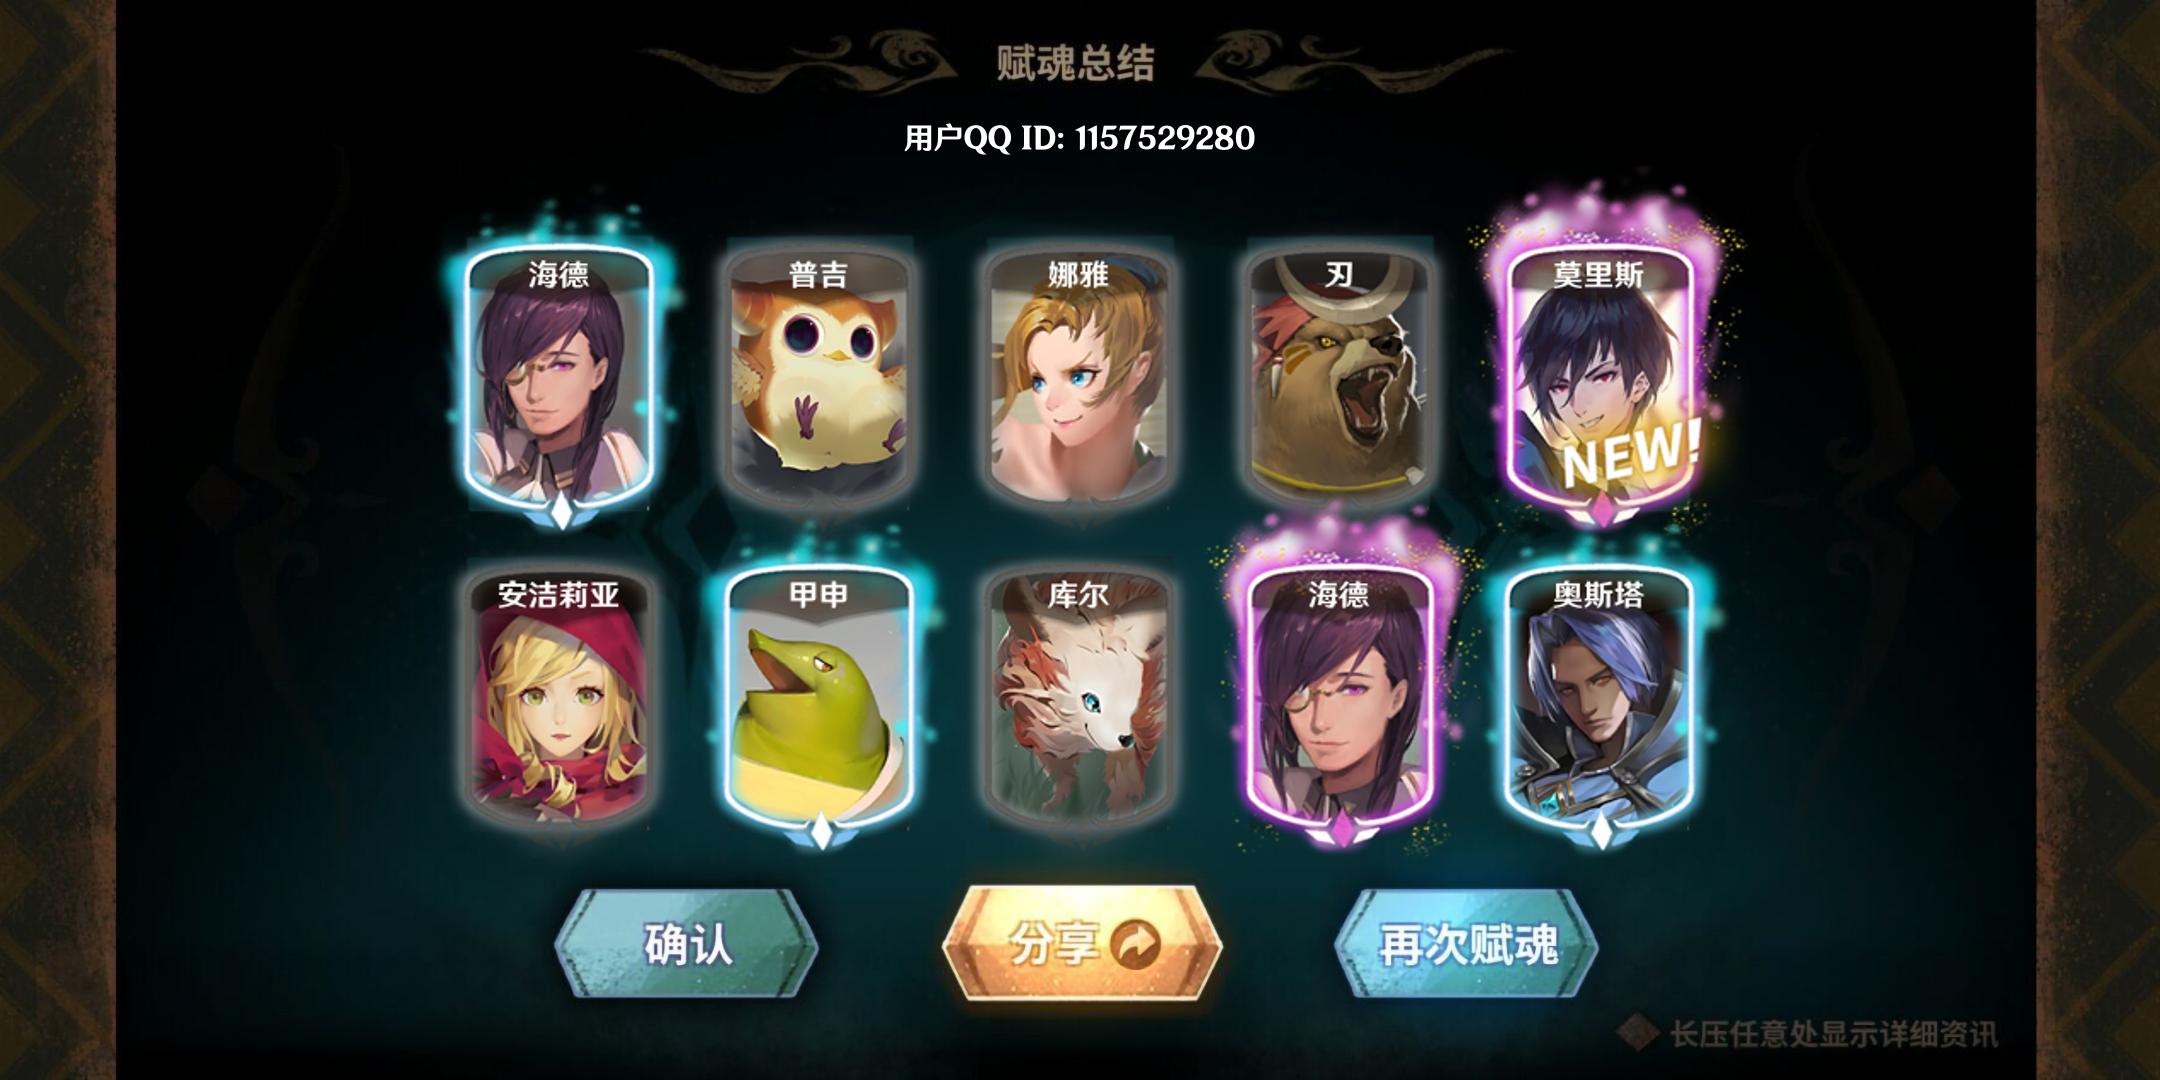 赋魂总结
用户QQ ID: 1157529280
海德
普吉
娜雅
刃
莫里斯
NEW!
安洁莉亚
甲申
库尔
海德
奥斯塔
确认
分享
再次赋魂
长压任意处显示详细资讯